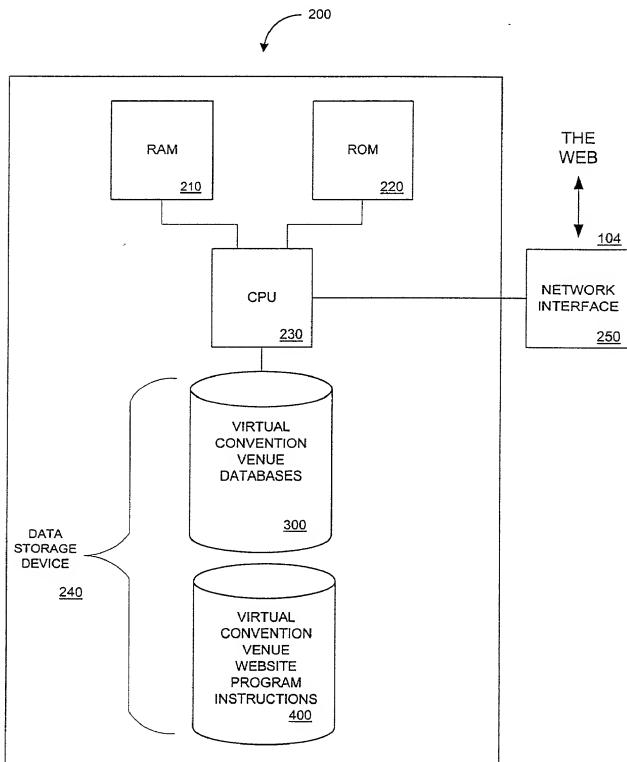 200
RAM
210
ROM
220
THE
WEB
104
CPU
230
NETWORK
INTERFACE
250
VIRTUAL
CONVENTION
VENUE
DATABASES
300
DATA
STORAGE
DEVICE
240
VIRTUAL
CONVENTION
VENUE
WEBSITE
PROGRAM
INSTRUCTIONS
400